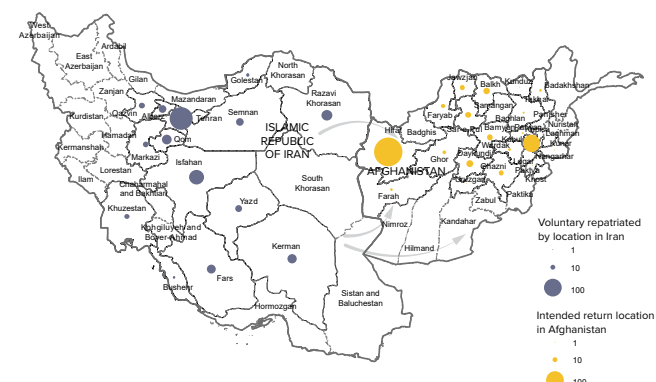 West
Azerbaijan
Ardabil
East
Azerbaijan
Gilan
Zanjan
Qazvin
Alborz
Mazandaran
Tehran
Golestan
North
Khorasan
Razavi
Khorasan
Semnan
Kurdistan
Hamadan
Kermanshah
Markazi
Qom
Lorestan
Ilam
Isfahan
Chaharmahal
and Bakhtiari
Khuzestan
Kohgiluyeh and
Boyer-Ahmad
Yazd
South
Khorasan
ISLAMIC
REPUBLIC
OF IRAN
Kerman
Fars
Bushehr
Hormozgan
Sistan and
Baluchestan
Jawzjan
Balkh
Kunduz
Badakhshan
Takhar
Faryab
Samangan
Baghlan
Panjsher
Sar-e-Pul
Bamyan
Nuristan
Laghman
Kunar
Kabul
Wardak
Logar
Nangarhar
Hirat
Badghis
Ghor
Daykundi
Ghazni
Paktya
Khost
Uruzgan
Paktika
AFGHANISTAN
Farah
Zabul
Nimroz
Hilmand
Kandahar
Voluntary repatriated
by location in Iran
1
10
100
Intended return location
in Afghanistan
1
10
100